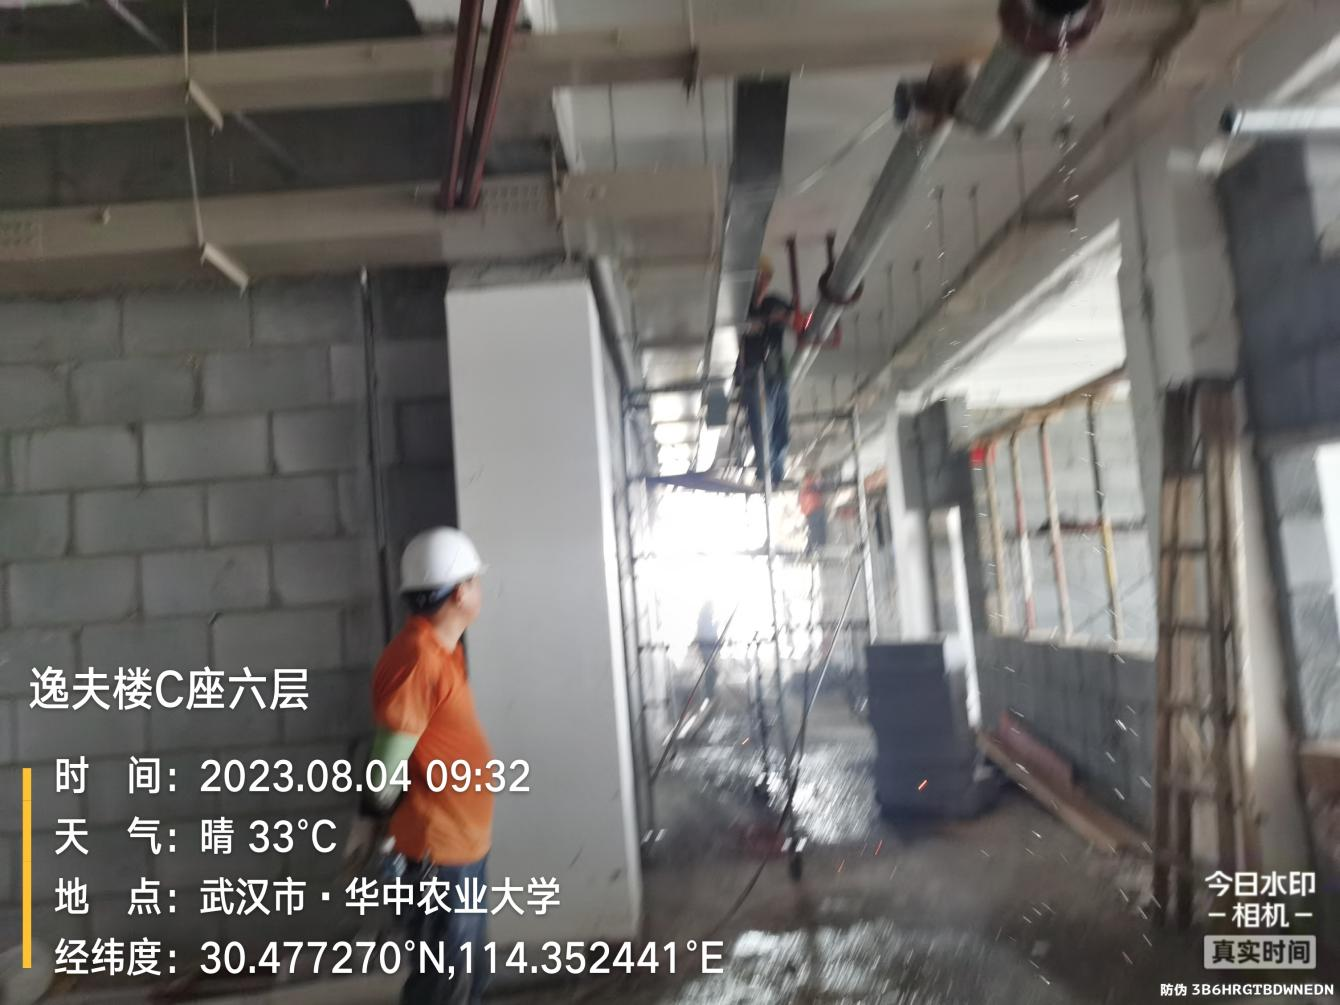 逸夫楼C座六层
时 间：2023.08.04 09:32
天 气：晴 33°C
地 点：武汉市·华中农业大学
经纬度：30.477270°N,114.352441°E
今日水印
-相机-
真实时间
防伪 3B6HRGTBDWNEDN